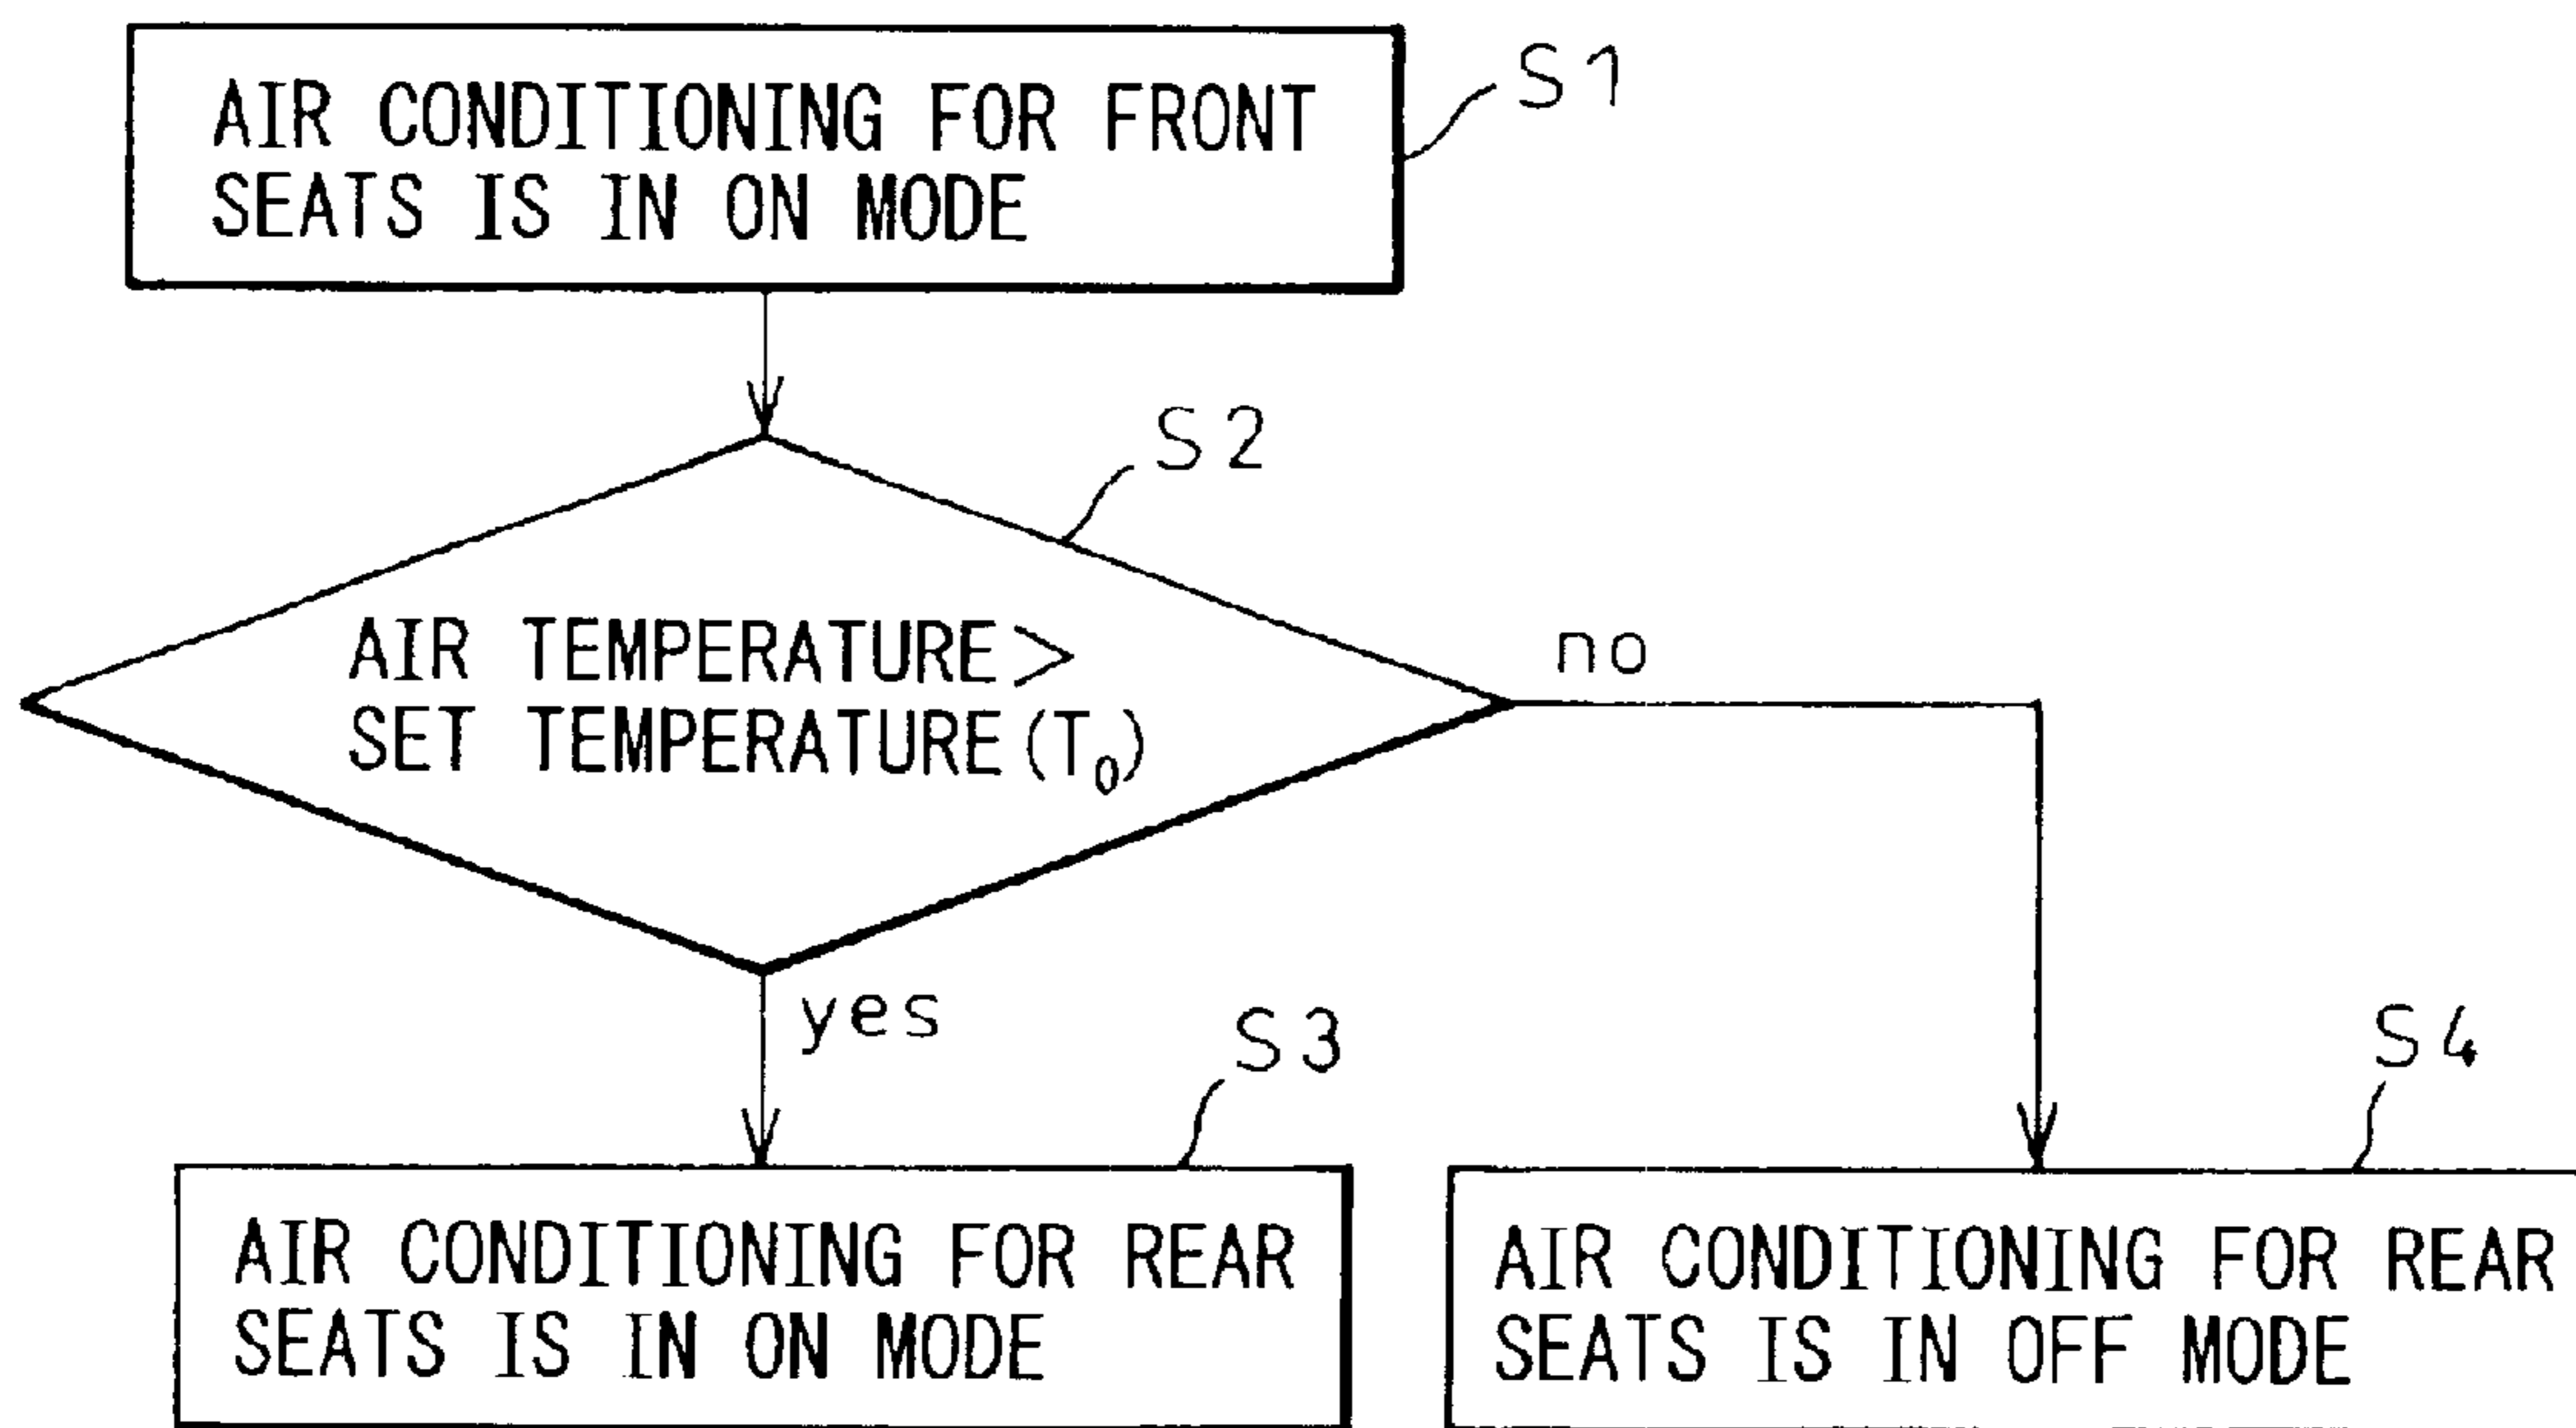 AIR CONDITIONING FOR FRONT
SEATS IS IN ON MODE
S1
S2
AIR TEMPERATURE>
SET TEMPERATURE(T₀)
no
yes
S3
S4
AIR CONDITIONING FOR REAR
SEATS IS IN ON MODE
AIR CONDITIONING FOR REAR
SEATS IS IN OFF MODE